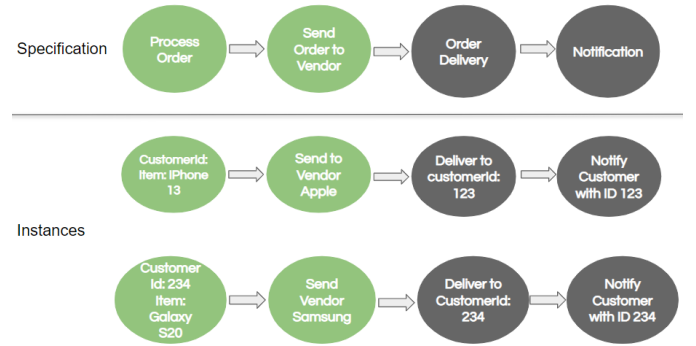 Specification
Process
Order
Send
Order to
Vendor
Order
Delivery
Notification
CustomerId:
Item: iPhone
13
Send to
Vendor
Apple
Deliver to
customerId:
123
Notify
Customer
with ID 123
Instances
Customer
Id: 234
Item:
Galaxy
S20
Send
Vendor
Samsung
Deliver to
CustomerId:
234
Notify
Customer
with ID 234